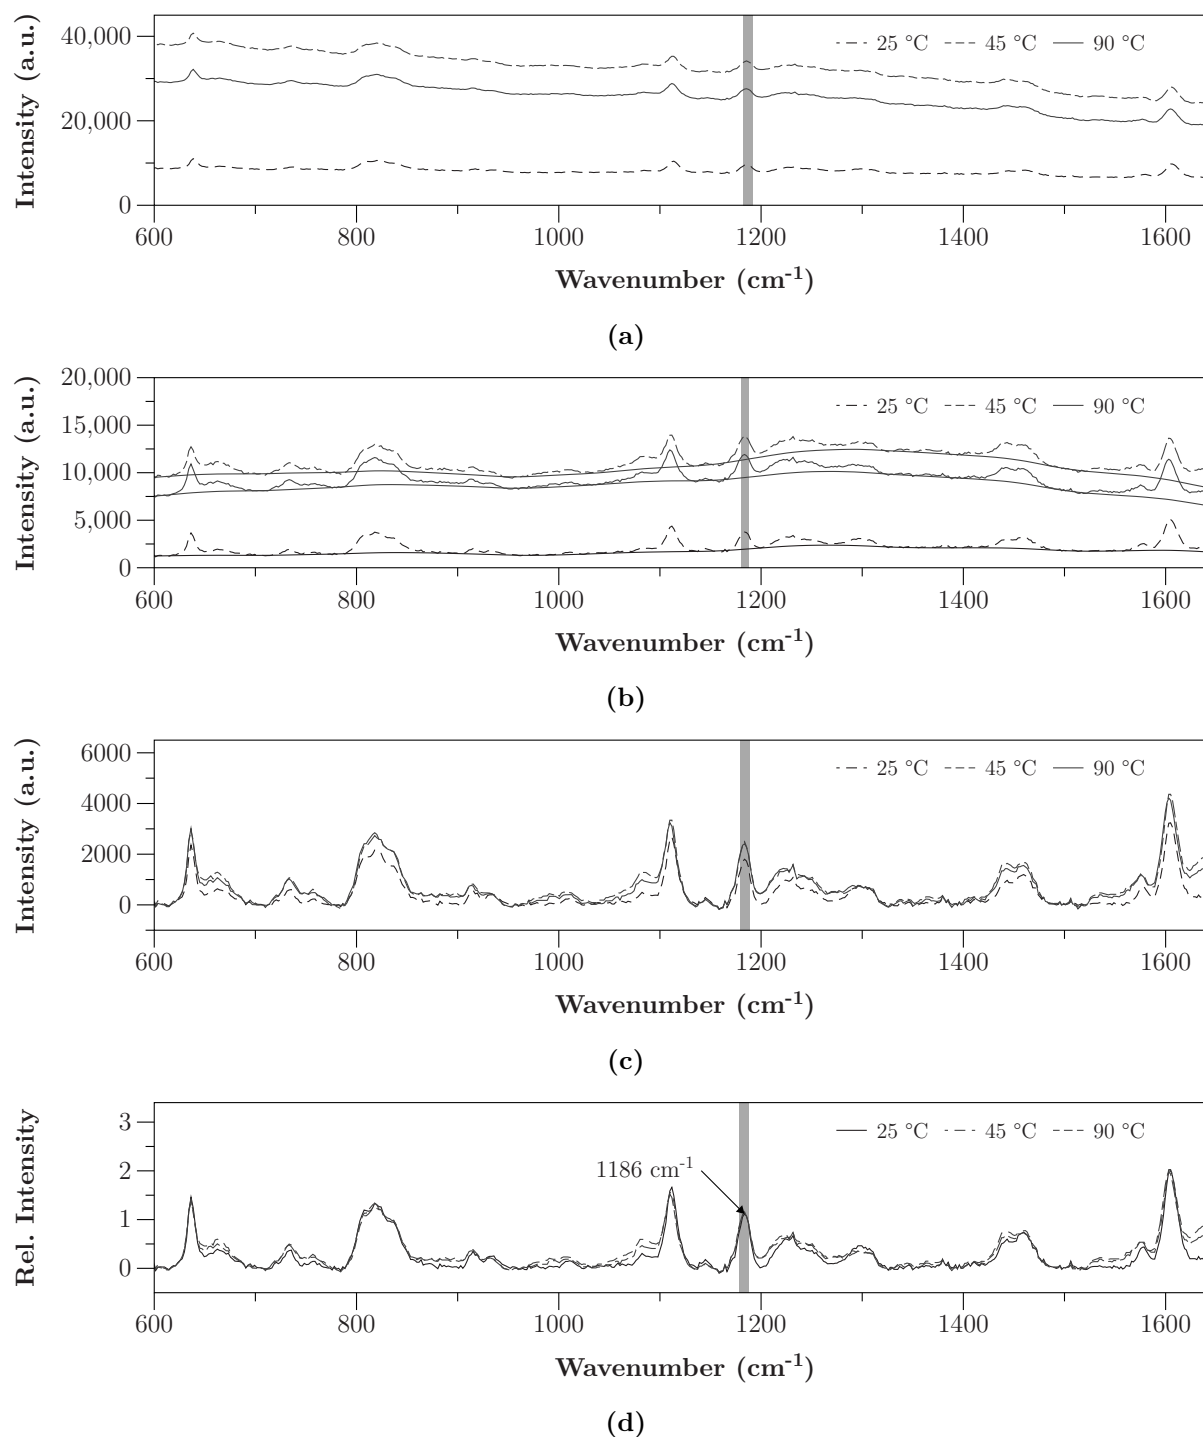 Intensity (a.u.)
40,000
20,000
0
25 °C 45 °C 90 °C
600 800 1000 1200 1400 1600
Wavenumber (cm-1)
(a)
Intensity (a.u.)
20,000
15,000
10,000
5,000
0
25 °C 45 °C 90 °C
600 800 1000 1200 1400 1600
Wavenumber (cm-1)
(b)
Intensity (a.u.)
6000
4000
2000
0
25 °C 45 °C 90 °C
600 800 1000 1200 1400 1600
Wavenumber (cm-1)
(c)
Rel. Intensity
3
2
1
0
25 °C 45 °C 90 °C
1186 cm-1
600 800 1000 1200 1400 1600
Wavenumber (cm-1)
(d)